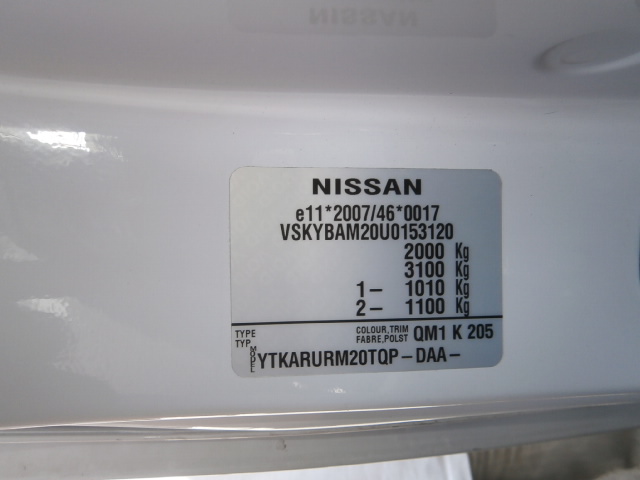 NISSAN
e11*2007/46*0017
VSKYBAM20U0153120
2000 Kg
3100 Kg
1- 1010 Kg
2- 1100 Kg
TYPE COLOUR,TRIM QM1 K 205
TYP. FABRE,POLST
MODEL YTKARURM20TQP-DAA-